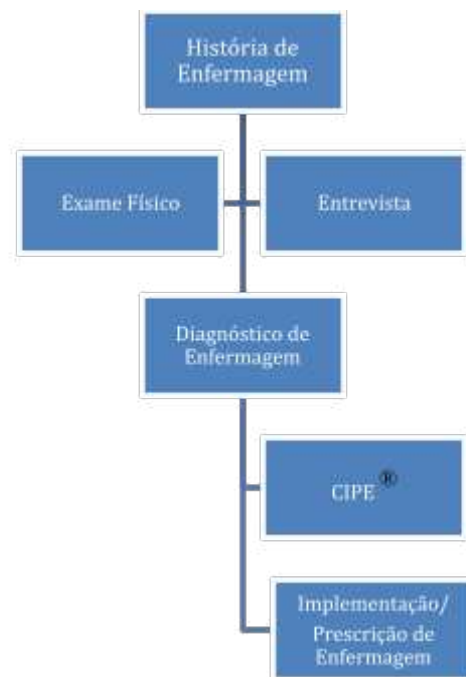 História de
Enfermagem
Exame Físico
Entrevista
Diagnóstico de
Enfermagem
CIPE ®
Implementação/
Prescrição de
Enfermagem